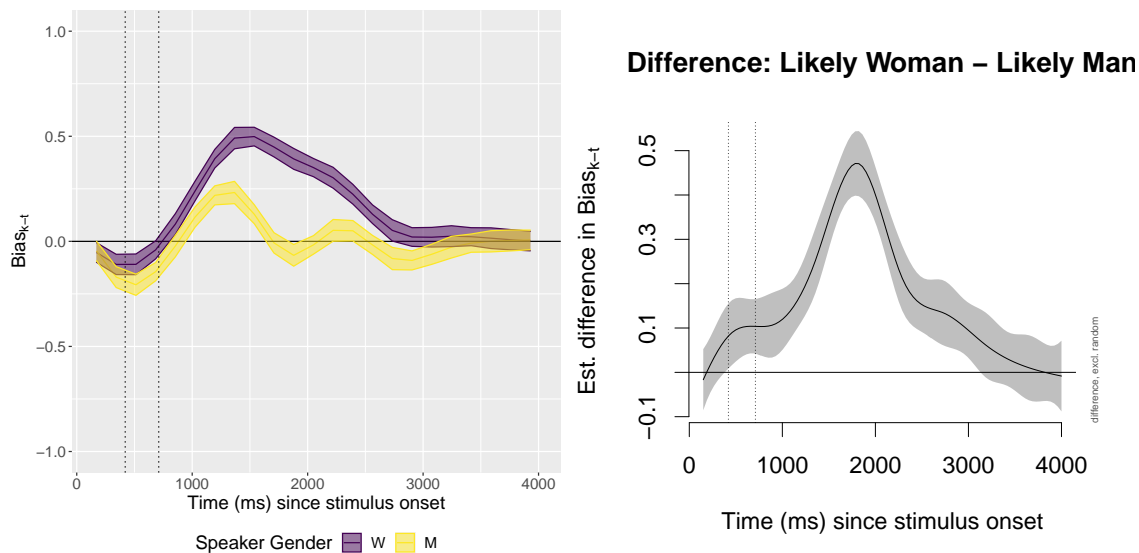 1.0
0.5
0.0
−0.5
−1.0
Biask−t
0
1000
2000
3000
4000
Time (ms) since stimulus onset
Speaker Gender W M
Difference: Likely Woman − Likely Man
0.5
0.3
0.1
−0.1
Est. difference in Biask−t
0
1000
2000
3000
4000
Time (ms) since stimulus onset
difference, excl. random